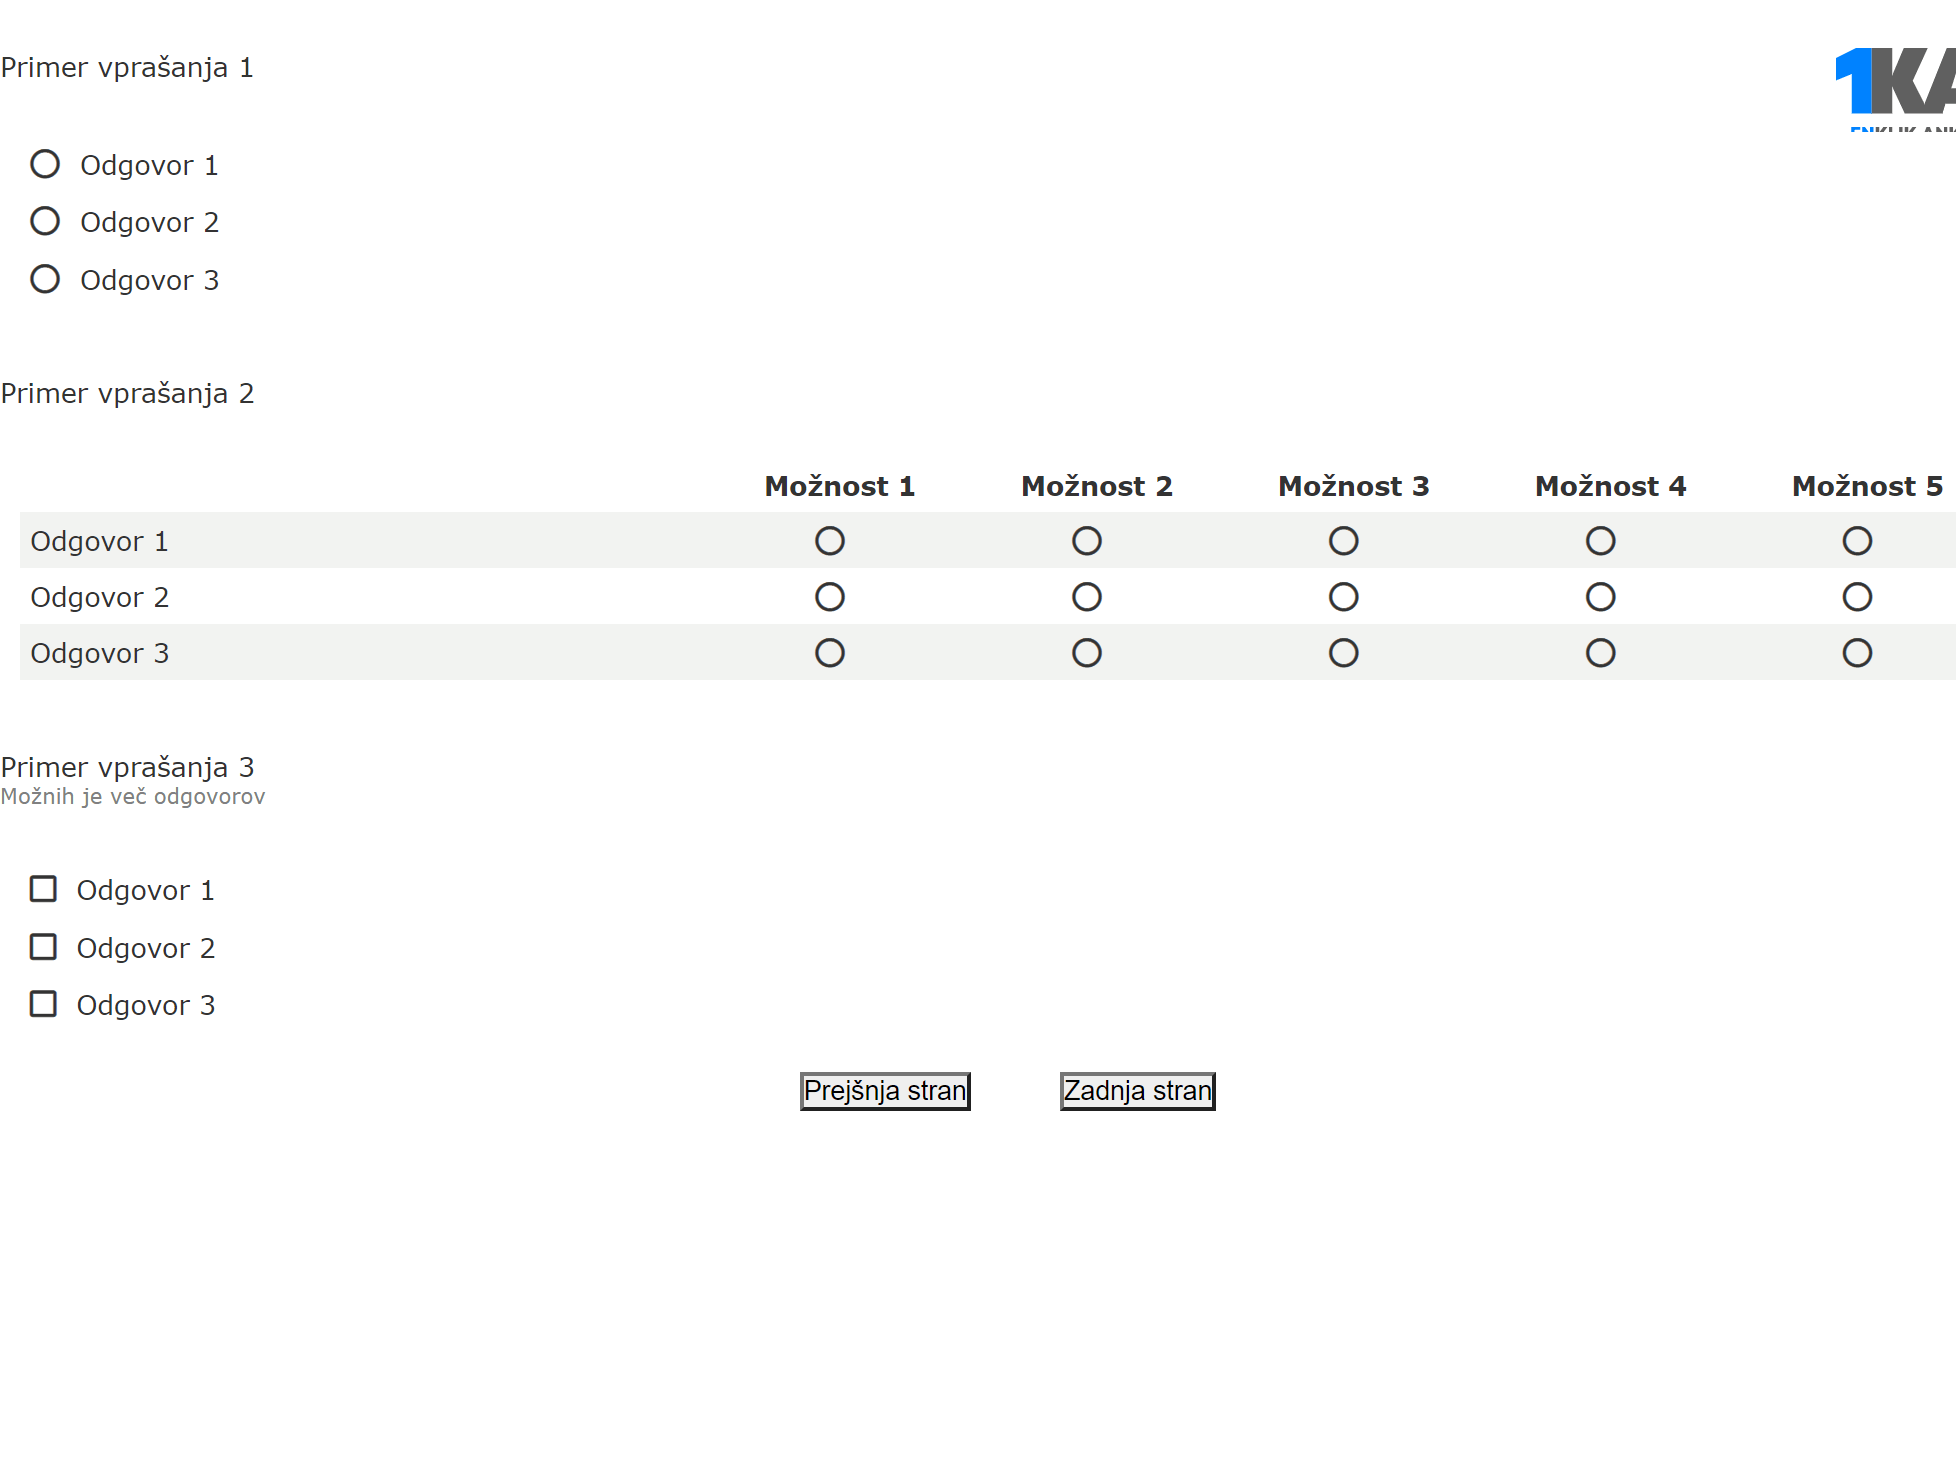 Primer vprašanja 1
1KA
Odgovor 1
Odgovor 2
Odgovor 3
Primer vprašanja 2
Možnost 1 Možnost 2 Možnost 3 Možnost 4 Možnost 5
Odgovor 1
Odgovor 2
Odgovor 3
Primer vprašanja 3
Možnih je več odgovorov
Odgovor 1
Odgovor 2
Odgovor 3
Prejšnja stran Zadnja stran